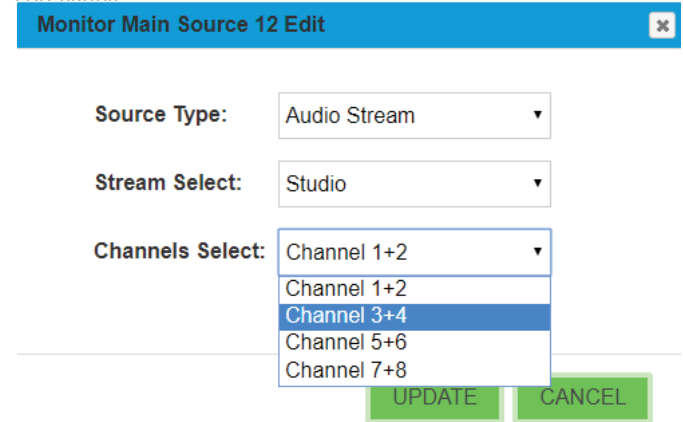 Monitor Main Source 12 Edit
Source Type: Audio Stream
Stream Select: Studio
Channels Select: Channel 1+2
Channel 1+2
Channel 3+4
Channel 5+6
Channel 7+8
UPDATE CANCEL